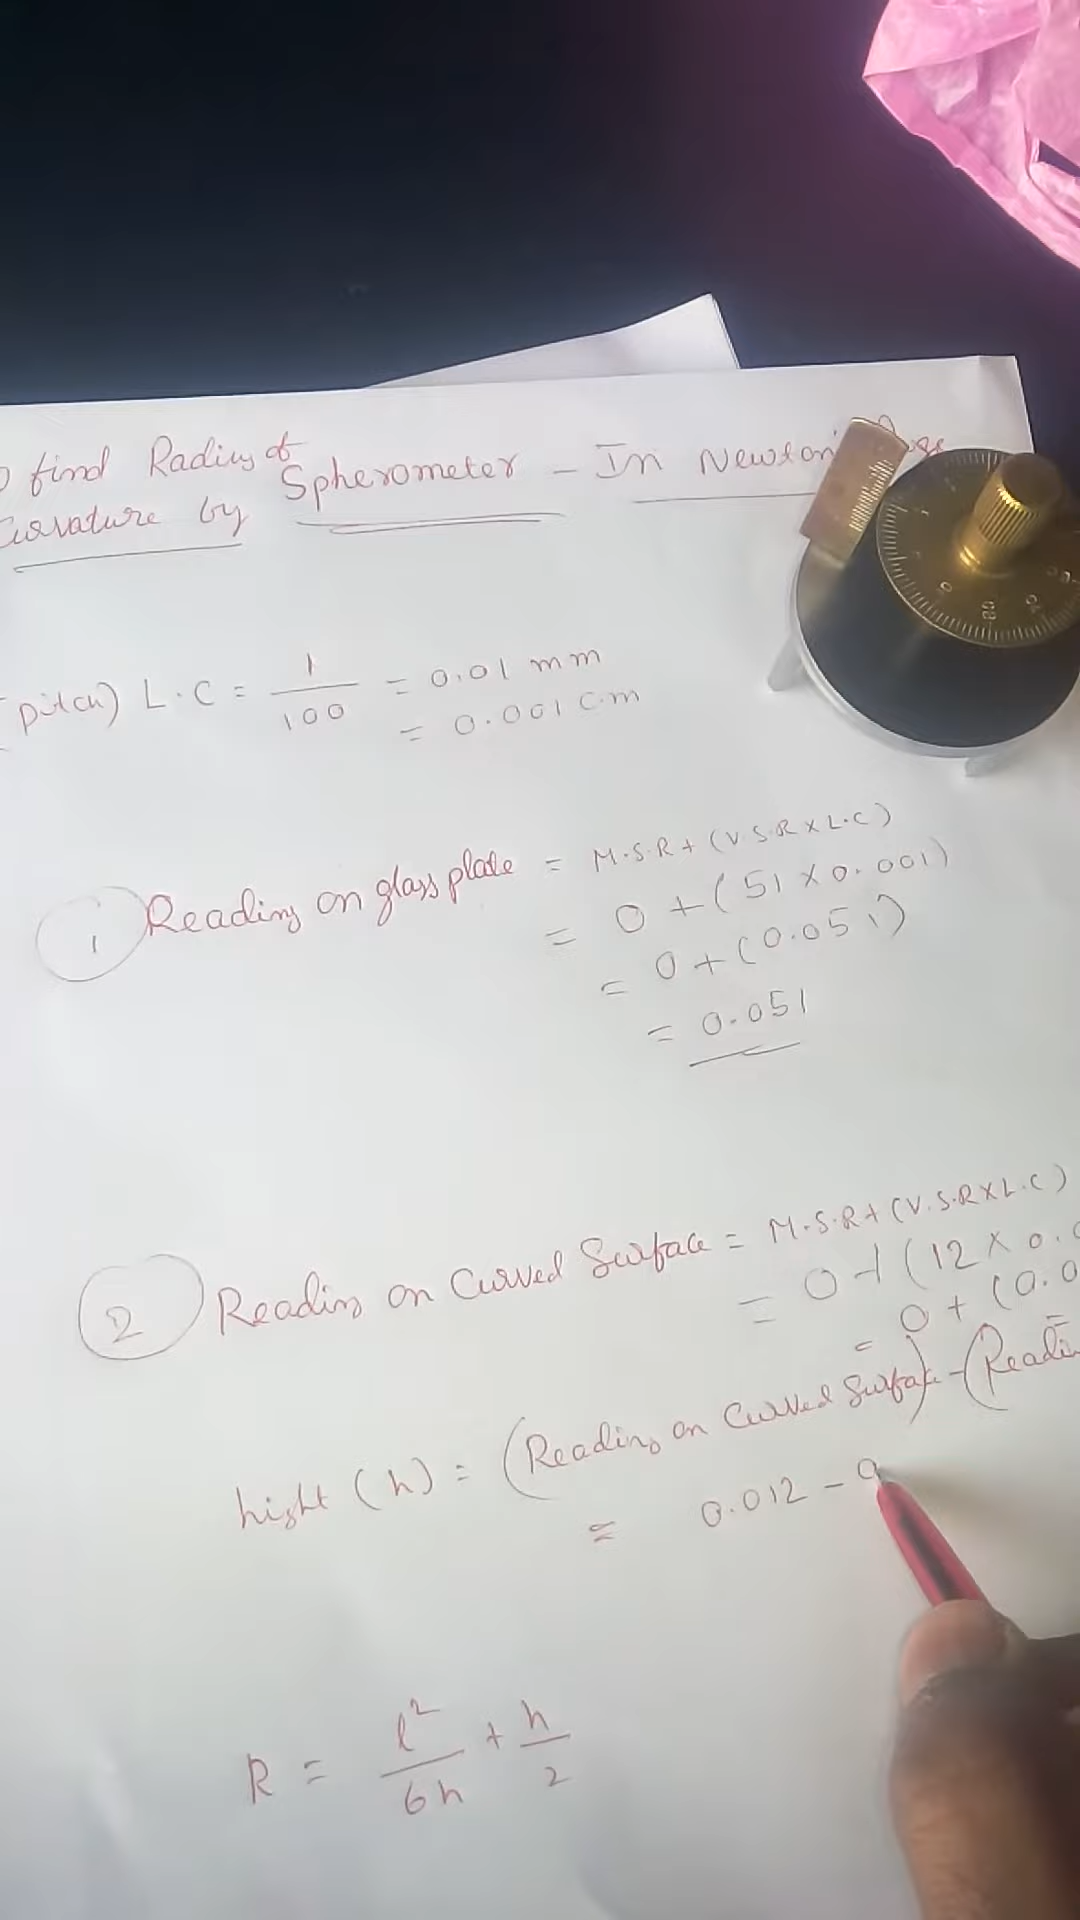 find Radius of
Curvature by Spherometer - In Newton's
(pitch) L.C = 1/100 = 0.01 mm
= 0.001 c.m
1 Reading on glass plate = M.S.R + (V.S.R X L.C)
= 0 + (51 X 0.001)
= 0 + (0.051)
= 0.051
2 Reading on Curved Surface = M.S.R + (V.S.R X L.C)
= 0 + (12 X 0.0
= 0 + (0.0
hight (h) = (Reading on Curved Surface) - (Readi
= 0.012 - 0
R = l²/6h + h/2